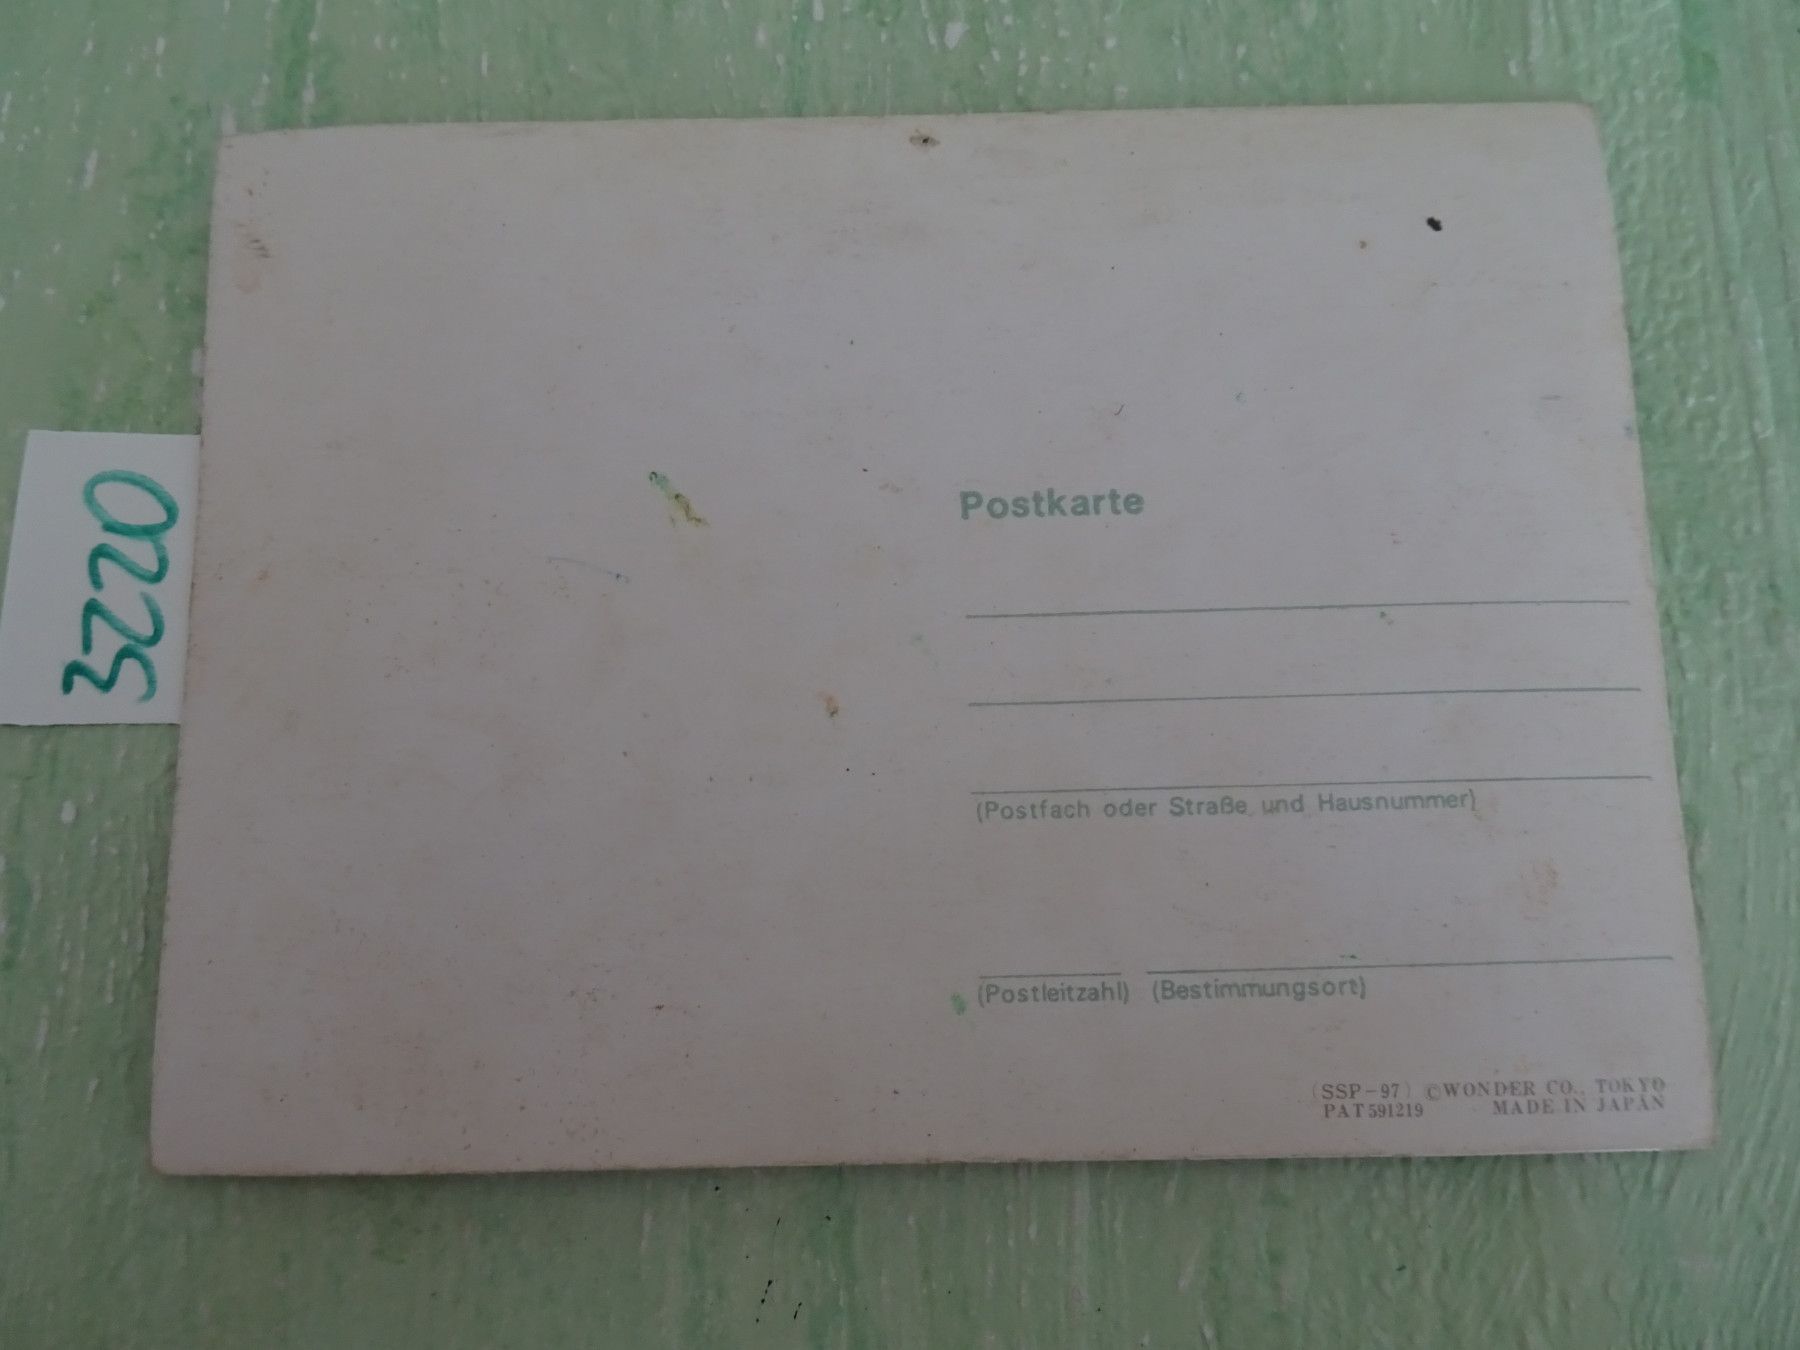 3220
Postkarte
(Postfach oder Straße und Hausnummer)
(Postleitzahl) (Bestimmungsort)
(SSP-97) ©WONDER CO., TOKYO
PAT 591219 MADE IN JAPAN